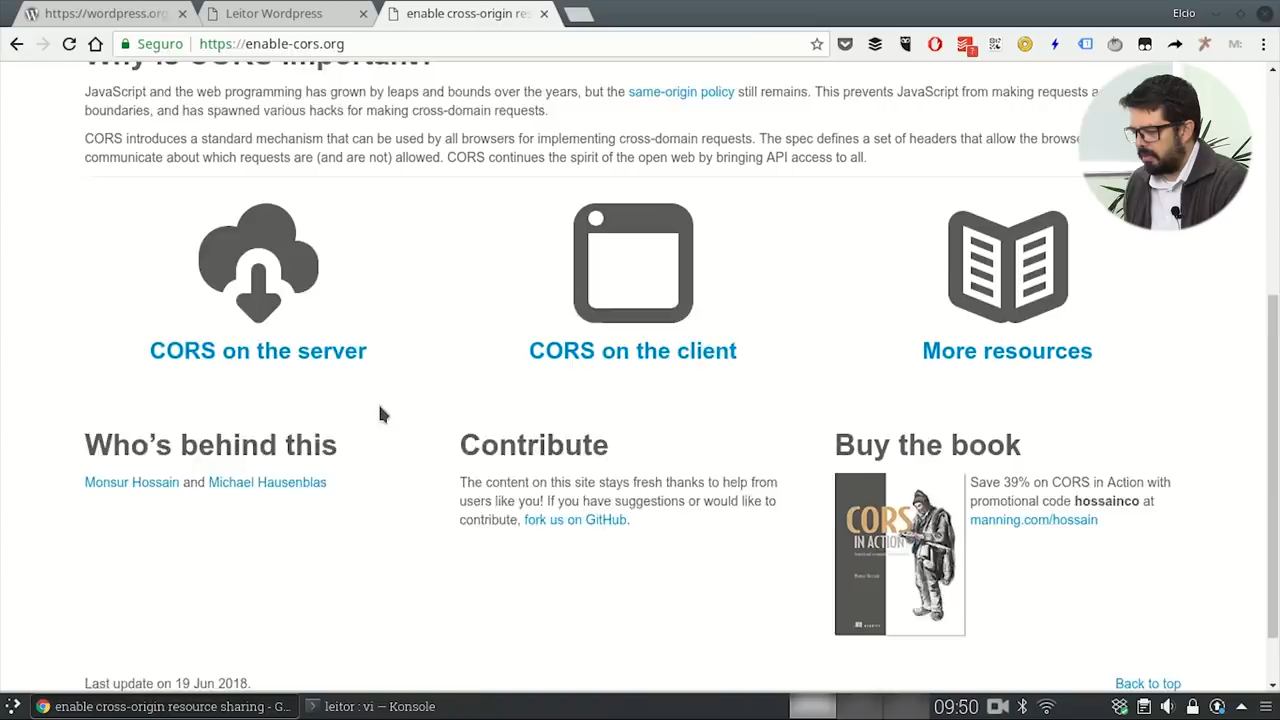 https://wordpress.org
Leitor Wordpress
enable cross-origin res
Elcio
Seguro
https://enable-cors.org
M:
Why is CORS important?
JavaScript and the web programming has grown by leaps and bounds over the years, but the same-origin policy still remains. This prevents JavaScript from making requests a
boundaries, and has spawned various hacks for making cross-domain requests.
CORS introduces a standard mechanism that can be used by all browsers for implementing cross-domain requests. The spec defines a set of headers that allow the browse
communicate about which requests are (and are not) allowed. CORS continues the spirit of the open web by bringing API access to all.
CORS on the server
CORS on the client
More resources
Who's behind this
Monsur Hossain and Michael Hausenblas
Contribute
The content on this site stays fresh thanks to help from
users like you! If you have suggestions or would like to
contribute, fork us on GitHub.
Buy the book
CORS
IN ACTION
MANNING
Save 39% on CORS in Action with
promotional code hossainco at
manning.com/hossain
Last update on 19 Jun 2018.
Back to top
enable cross-origin resource sharing - G...
leitor : vi — Konsole
09:50